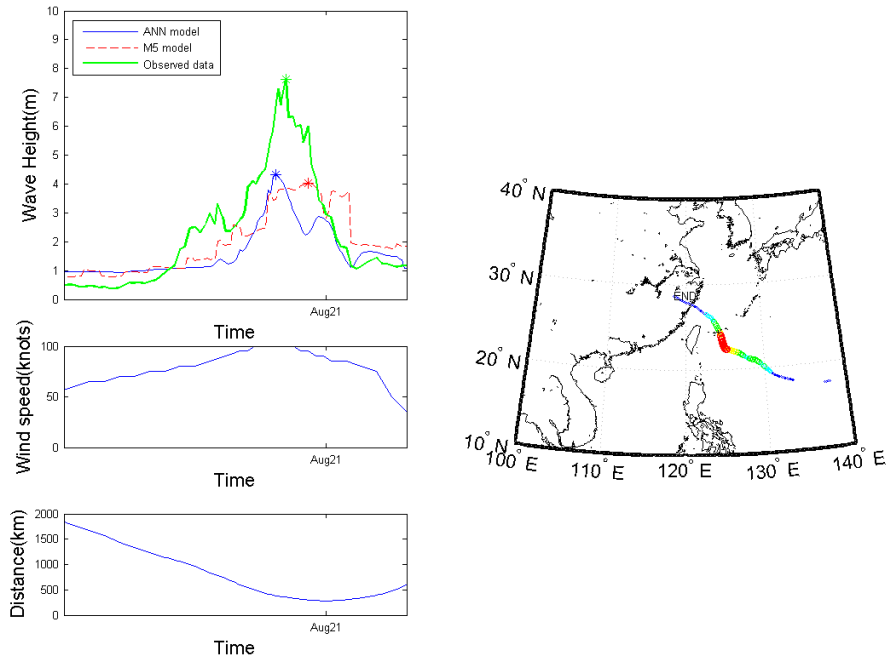 10
9
8
7
6
5
4
3
2
1
0
Wave Height(m)
ANN model
M5 model
Observed data
Aug21
Time
100
50
0
Wind speed(knots)
Aug21
Time
2000
1500
1000
500
0
Distance(km)
Aug21
Time
40° N
30° N
20° N
10° N
100° E
110° E
120° E
130° E
140° E
END